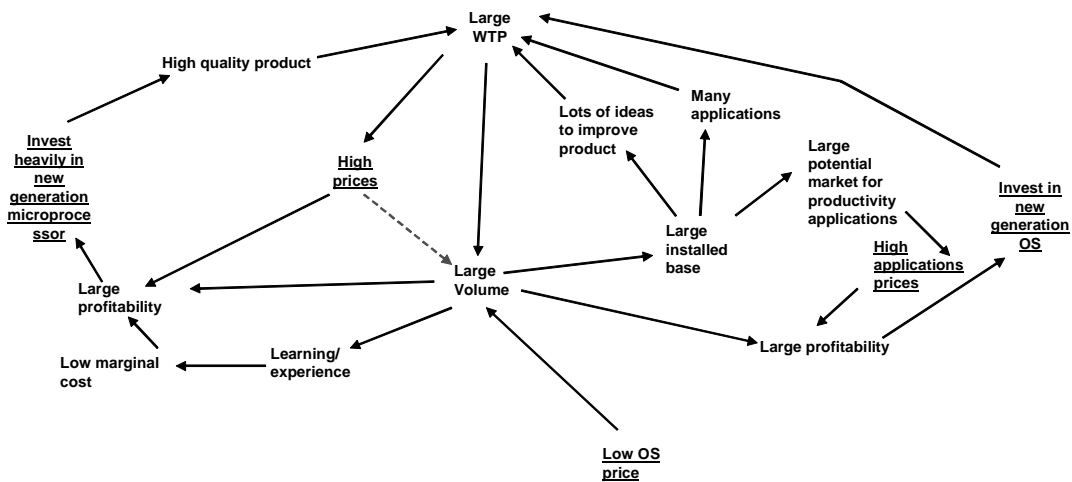 Large
WTP
High quality product
Many
applications
Lots of ideas
to improve
product
Invest
heavily in
new
generation
microproce
ssor
High
prices
Large
potential
market for
productivity
applications
Invest in
new
generation
OS
Large
installed
base
High
applications
prices
Large
Volume
Large
profitability
Large profitability
Learning/
experience
Low marginal
cost
Low OS
price